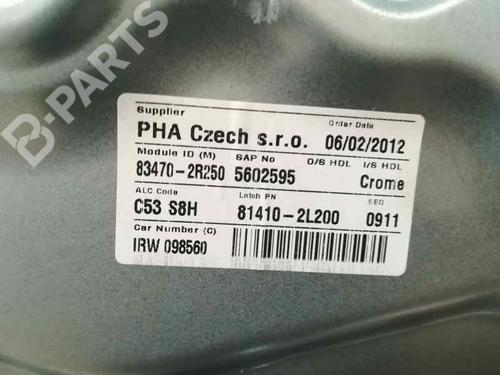 B-PARTS
Supplier Order Date
PHA Czech s.r.o. 06/02/2012
Module ID (M) SAP No O/S HDL I/S HDL
83470-2R250 5602595 Crome
ALC Code Latch PN SEQ
C53 S8H 81410-2L200 0911
Car Number (C)
IRW 098560